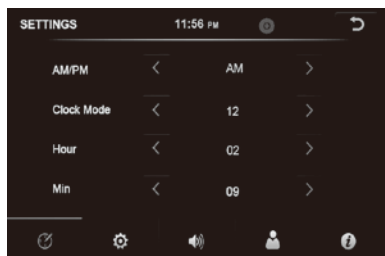 SETTINGS 11:56 PM
AM/PM AM
Clock Mode 12
Hour 02
Min 09